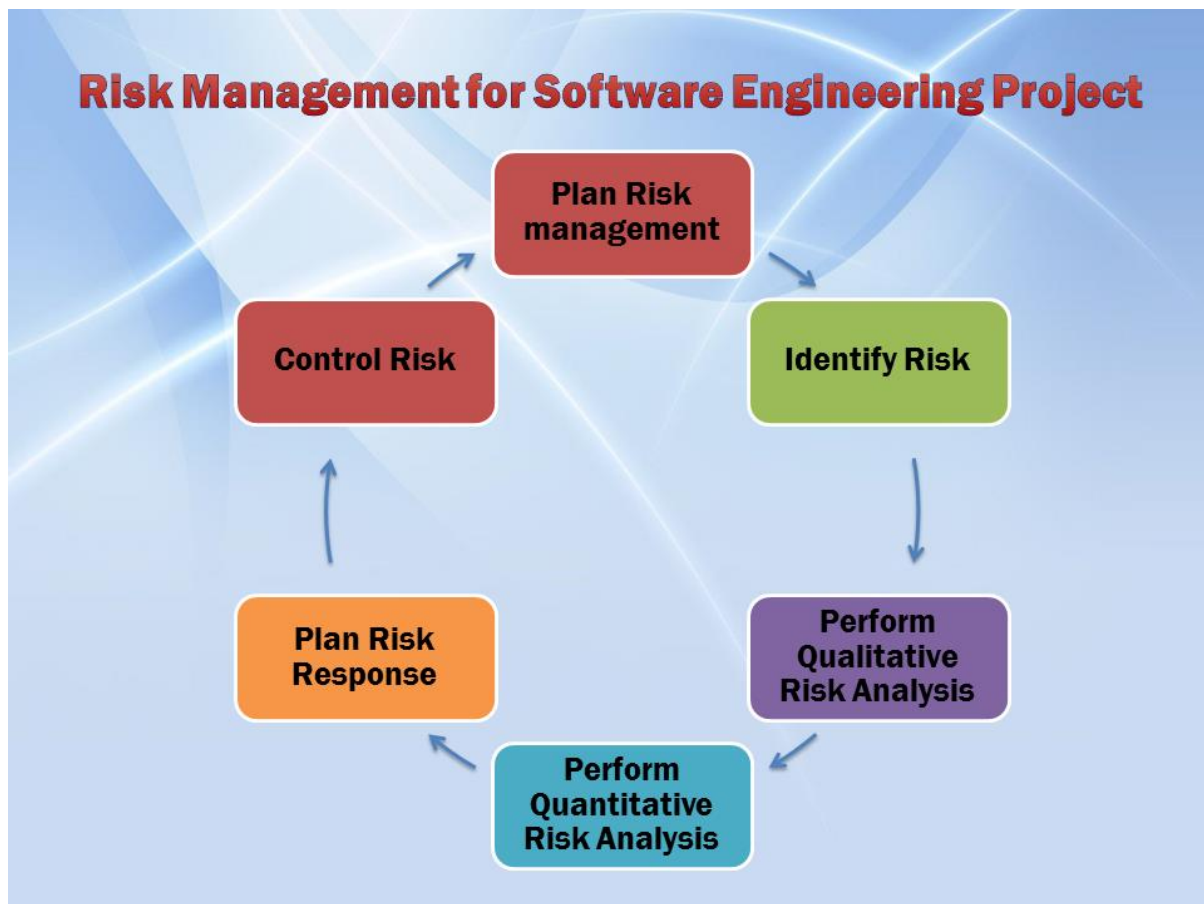 Risk Management for Software Engineering Project
Plan Risk
management
Identify Risk
Perform
Qualitative
Risk Analysis
Perform
Quantitative
Risk Analysis
Plan Risk
Response
Control Risk